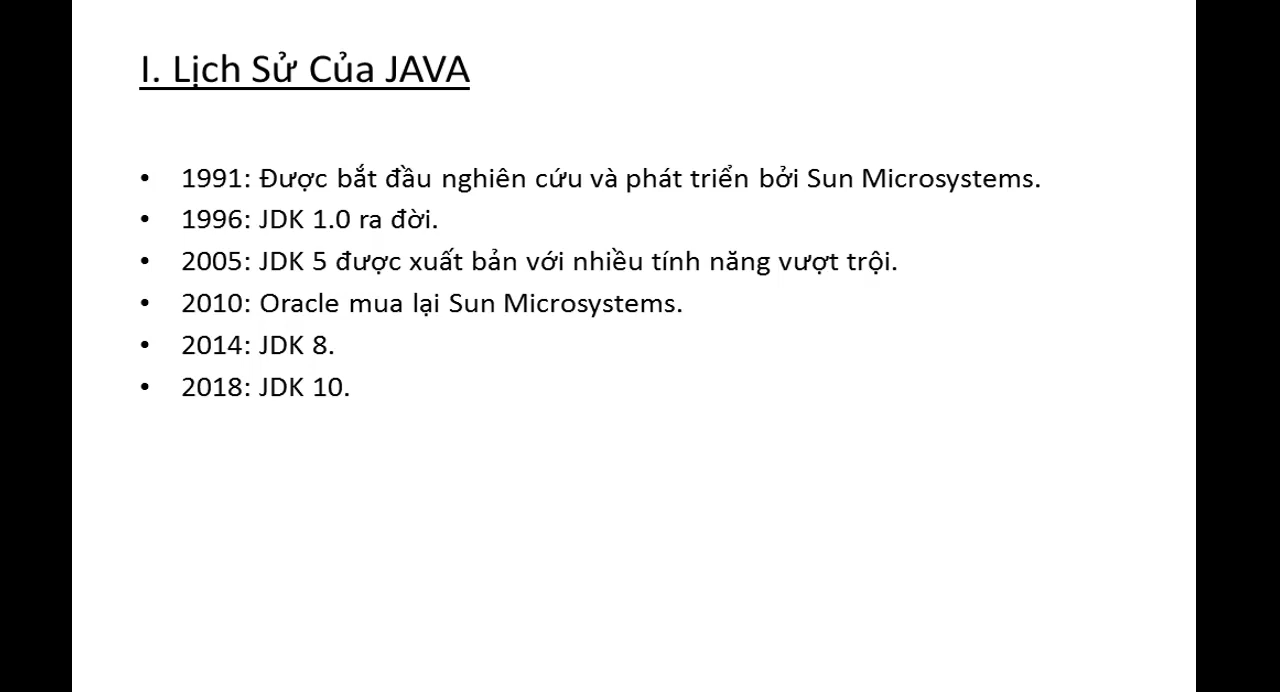 I. Lịch Sử Của JAVA
• 1991: Được bắt đầu nghiên cứu và phát triển bởi Sun Microsystems.
• 1996: JDK 1.0 ra đời.
• 2005: JDK 5 được xuất bản với nhiều tính năng vượt trội.
• 2010: Oracle mua lại Sun Microsystems.
• 2014: JDK 8.
• 2018: JDK 10.